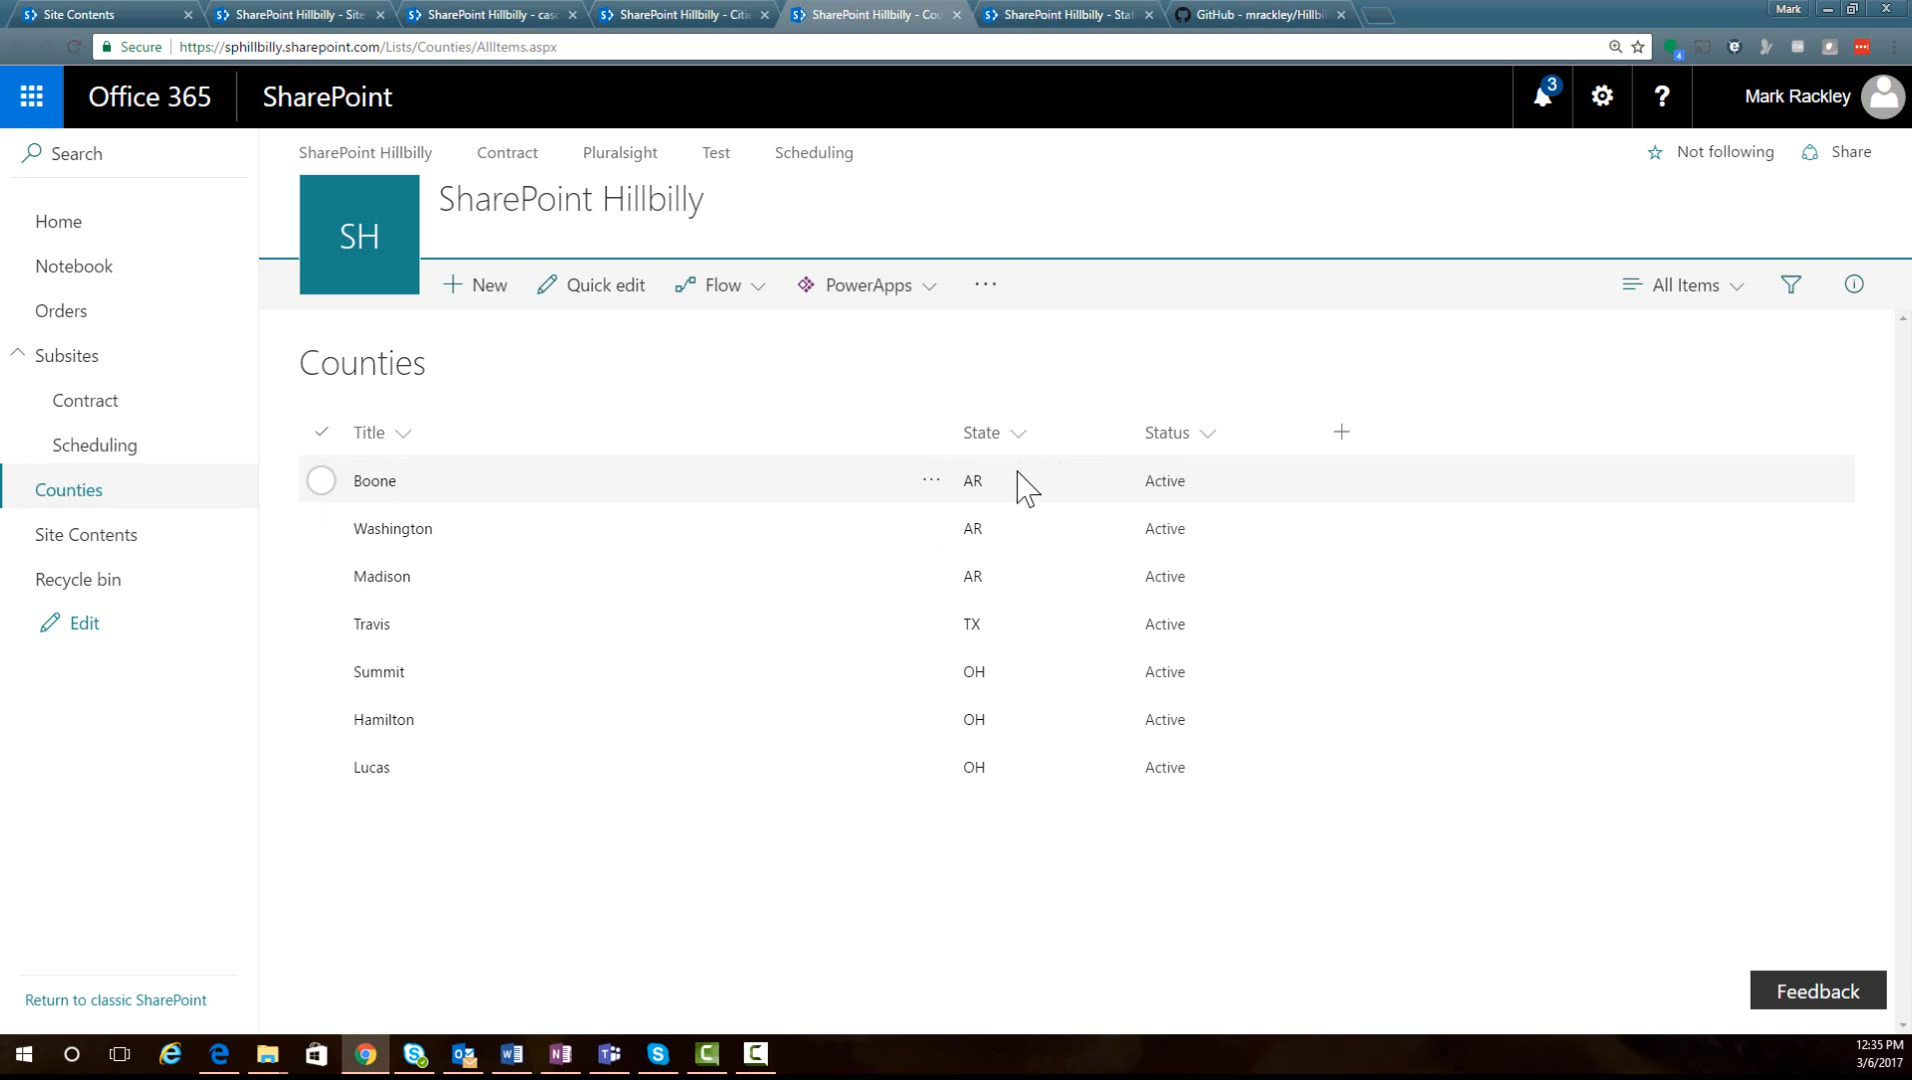 Site Contents
SharePoint Hillbilly - Site
SharePoint Hillbilly - casc
SharePoint Hillbilly - Citi
SharePoint Hillbilly - Cou
SharePoint Hillbilly - Stat
GitHub - mrackley/Hillbil
Mark
Secure
https://sphillbilly.sharepoint.com/Lists/Counties/AllItems.aspx
4
Office 365
SharePoint
3
?
Mark Rackley
Search
SharePoint Hillbilly
Contract
Pluralsight
Test
Scheduling
Not following
Share
SH
SharePoint Hillbilly
Home
Notebook
Orders
Subsites
Contract
Scheduling
Counties
Site Contents
Recycle bin
Edit
New
Quick edit
Flow
PowerApps
All Items
Counties
Title State Status
Boone AR Active
Washington AR Active
Madison AR Active
Travis TX Active
Summit OH Active
Hamilton OH Active
Lucas OH Active
Return to classic SharePoint
Feedback
12:35 PM
3/6/2017